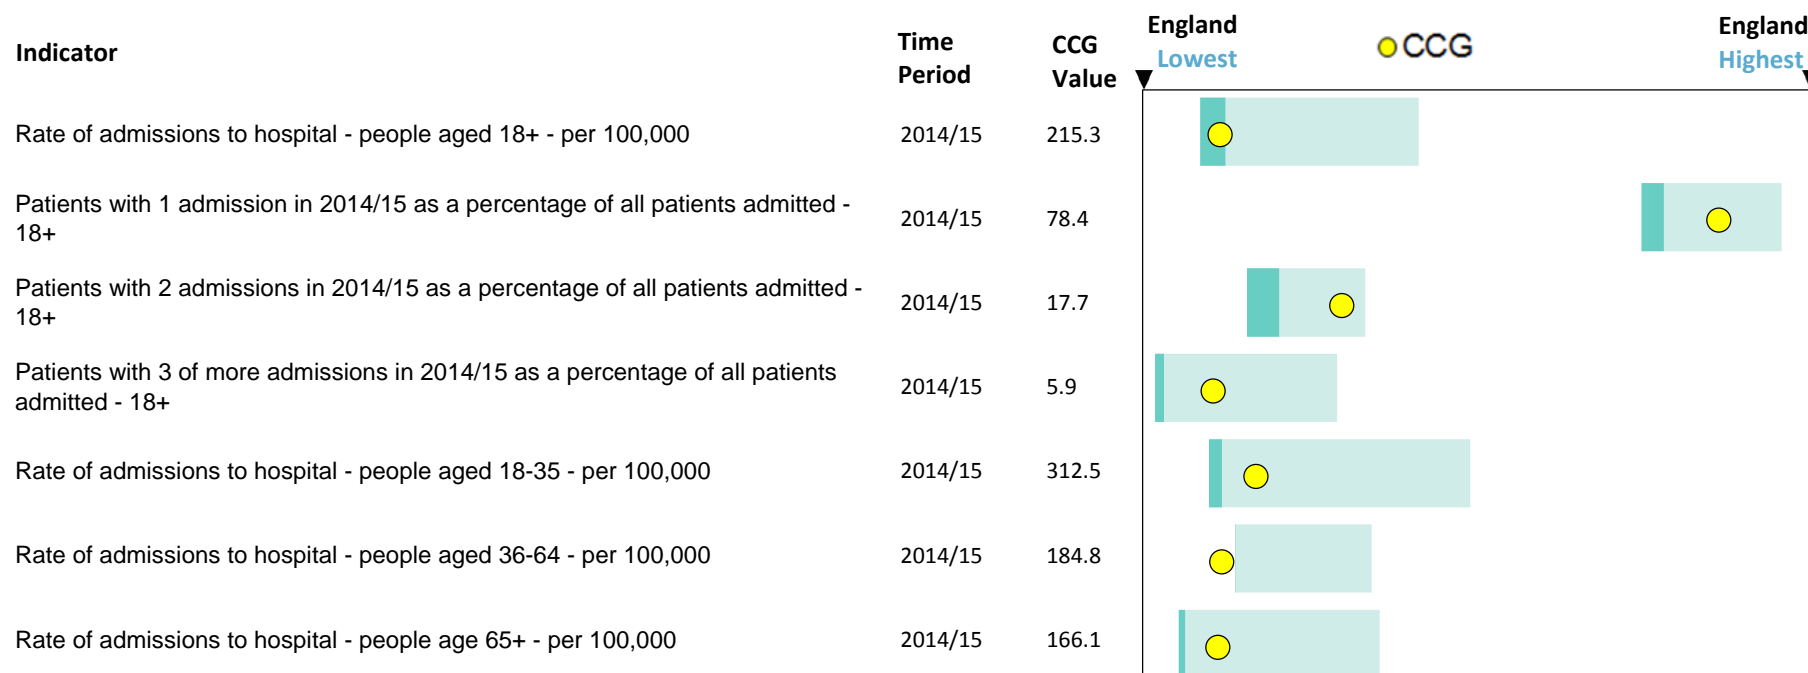 Indicator
Time
Period
CCG
Value
England
Lowest
CCG
England
Highest
Rate of admissions to hospital - people aged 18+ - per 100,000 2014/15 215.3
Patients with 1 admission in 2014/15 as a percentage of all patients admitted -
18+
2014/15 78.4
Patients with 2 admissions in 2014/15 as a percentage of all patients admitted -
18+
2014/15 17.7
Patients with 3 of more admissions in 2014/15 as a percentage of all patients
admitted - 18+
2014/15 5.9
Rate of admissions to hospital - people aged 18-35 - per 100,000 2014/15 312.5
Rate of admissions to hospital - people aged 36-64 - per 100,000 2014/15 184.8
Rate of admissions to hospital - people age 65+ - per 100,000 2014/15 166.1